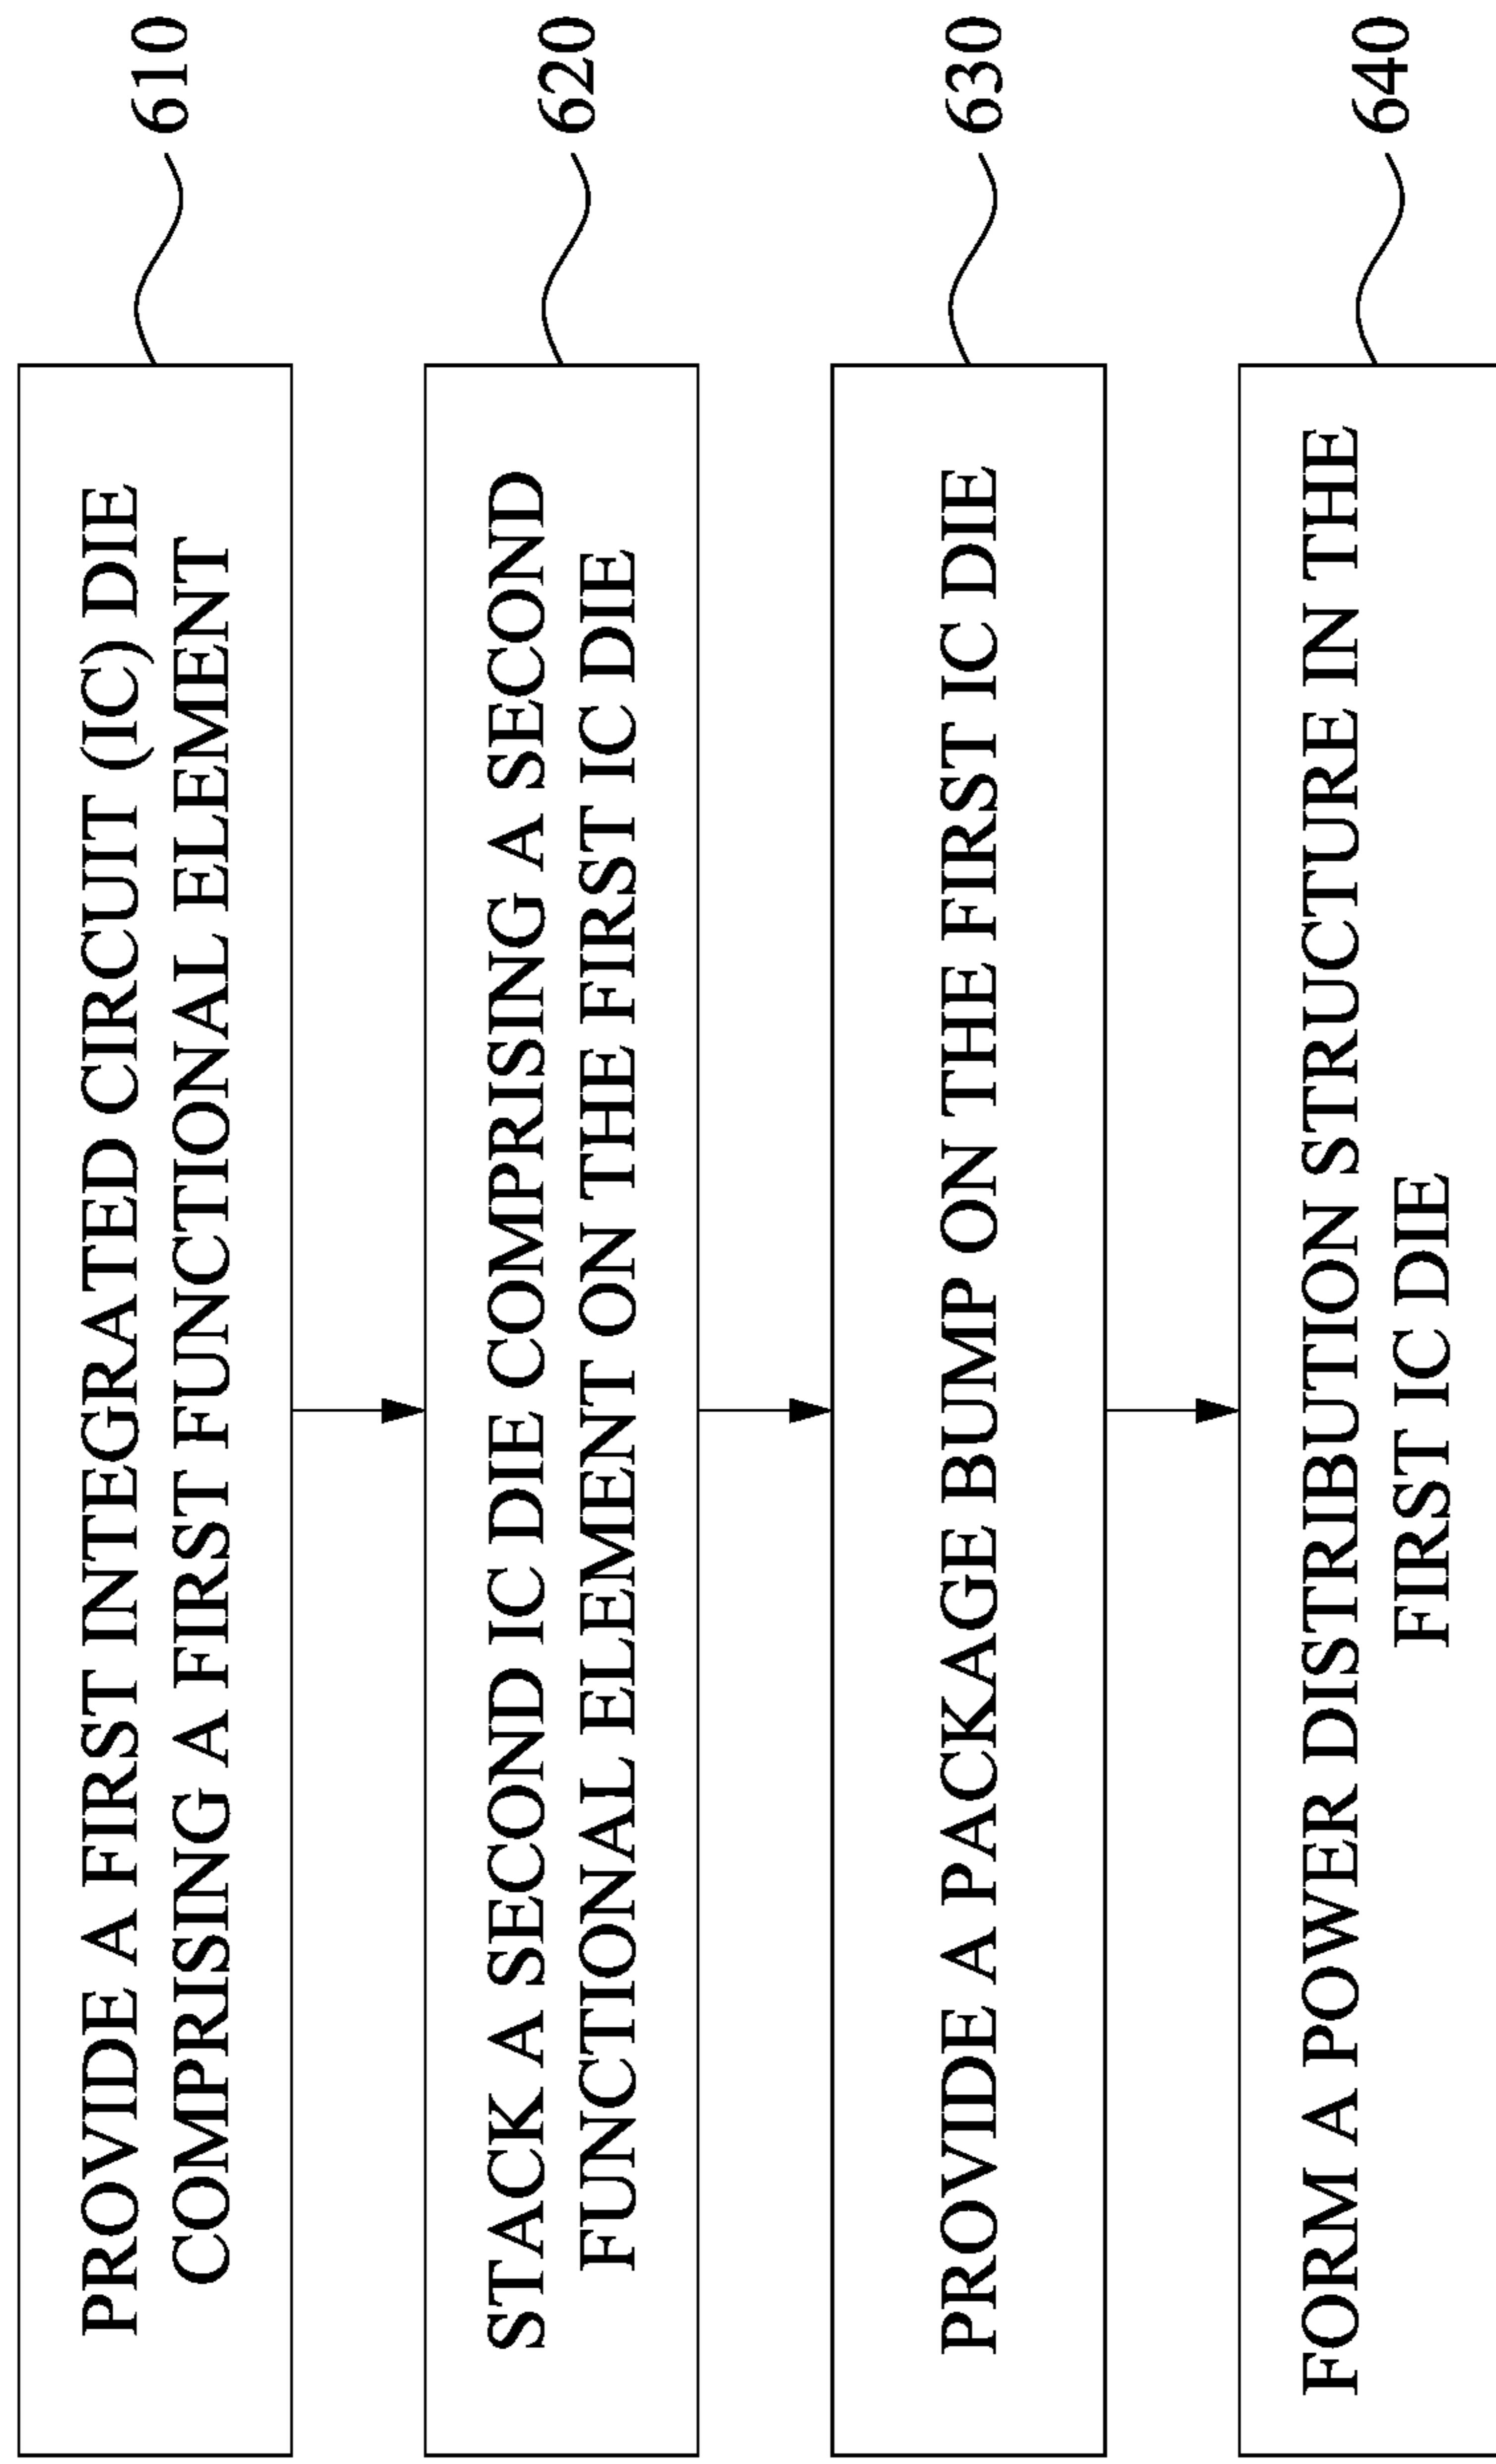 PROVIDE A FIRST INTEGRATED CIRCUIT (IC) DIE
COMPRISING A FIRST FUNCTIONAL ELEMENT
610
STACK A SECOND IC DIE COMPRISING A SECOND
FUNCTIONAL ELEMENT ON THE FIRST IC DIE
620
PROVIDE A PACKAGE BUMP ON THE FIRST IC DIE
630
FORM A POWER DISTRIBUTION STRUCTURE IN THE
FIRST IC DIE
640